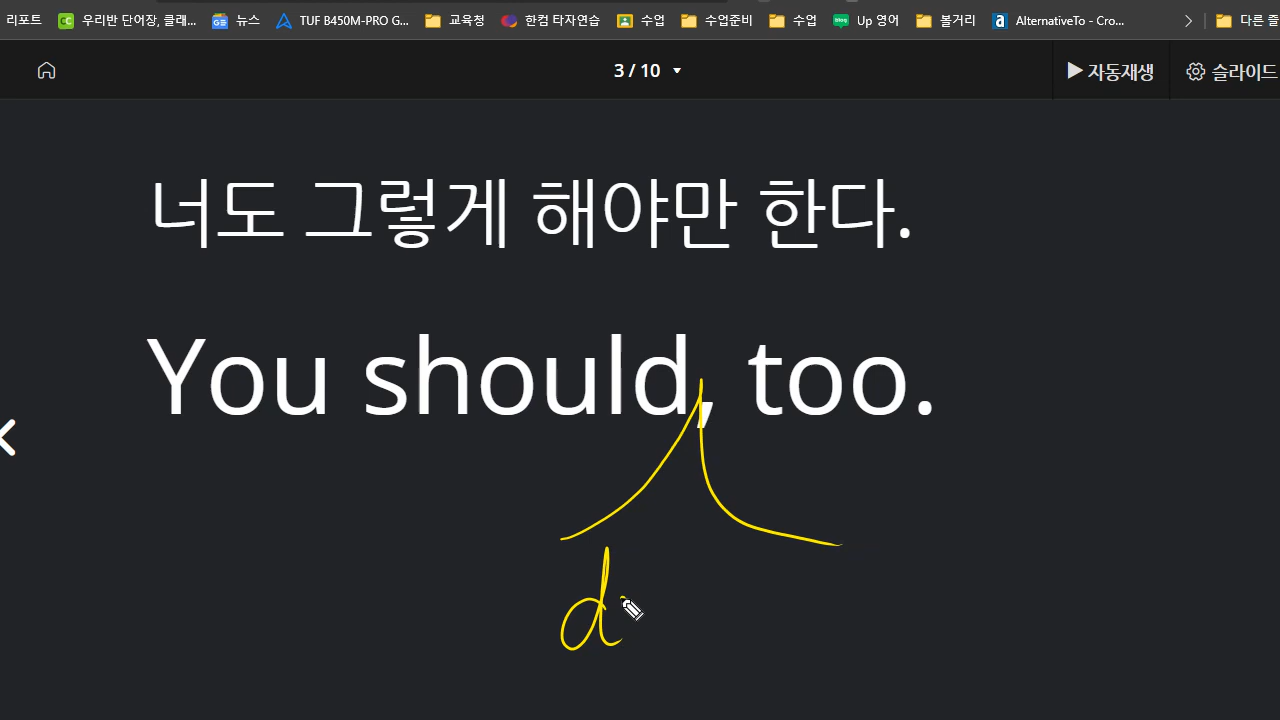 리포트 우리반 단어장, 클래... 뉴스 TUF B450M-PRO G... 교육청 한컴 타자연습 수업 수업준비 수업 Up 영어 볼거리 AlternativeTo - Cro... 다른 즐
3 / 10 자동재생 슬라이드
너도 그렇게 해야만 한다.
You should, too.
d